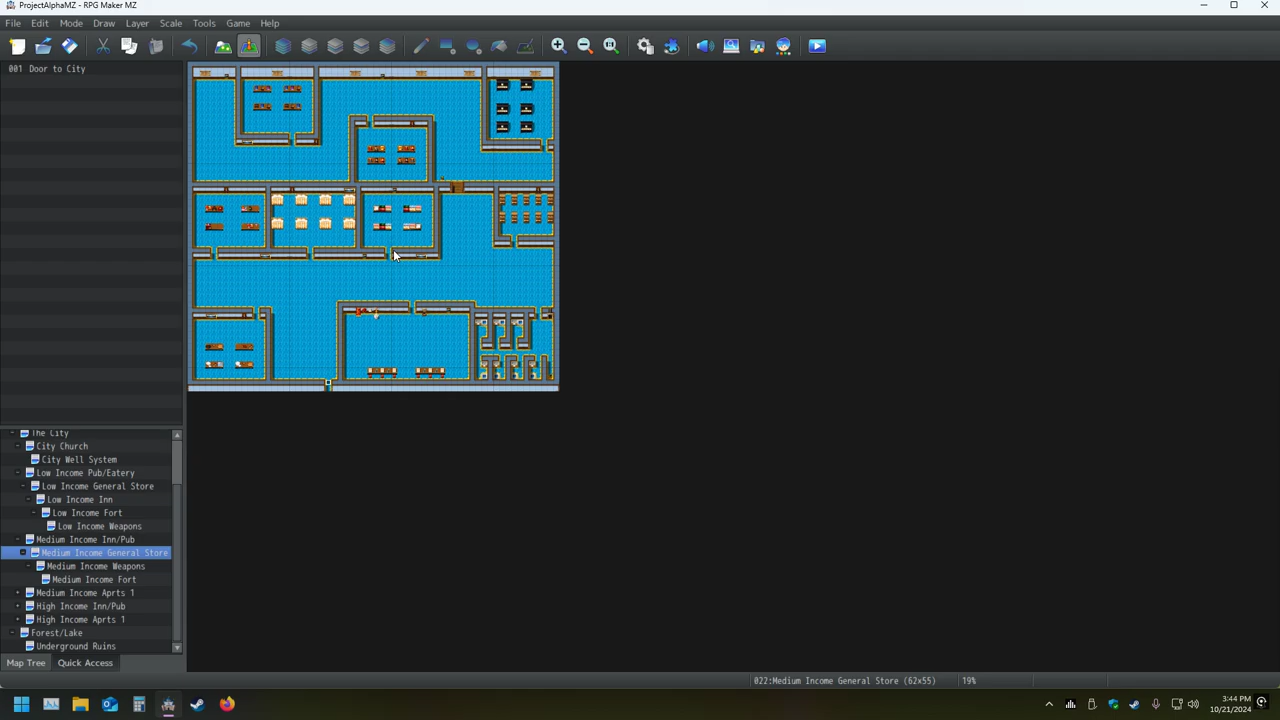 ProjectAlphaMZ - RPG Maker MZ
File Edit Mode Draw Layer Scale Tools Game Help
001 Door to City
The City
City Church
City Well System
Low Income Pub/Eatery
Low Income General Store
Low Income Inn
Low Income Fort
Low Income Weapons
Medium Income Inn/Pub
Medium Income General Store
Medium Income Weapons
Medium Income Fort
Medium Income Aprts 1
High Income Inn/Pub
High Income Aprts 1
Forest/Lake
Underground Ruins
Map Tree Quick Access
022:Medium Income General Store (62x55) 19%
3:44 PM
10/21/2024